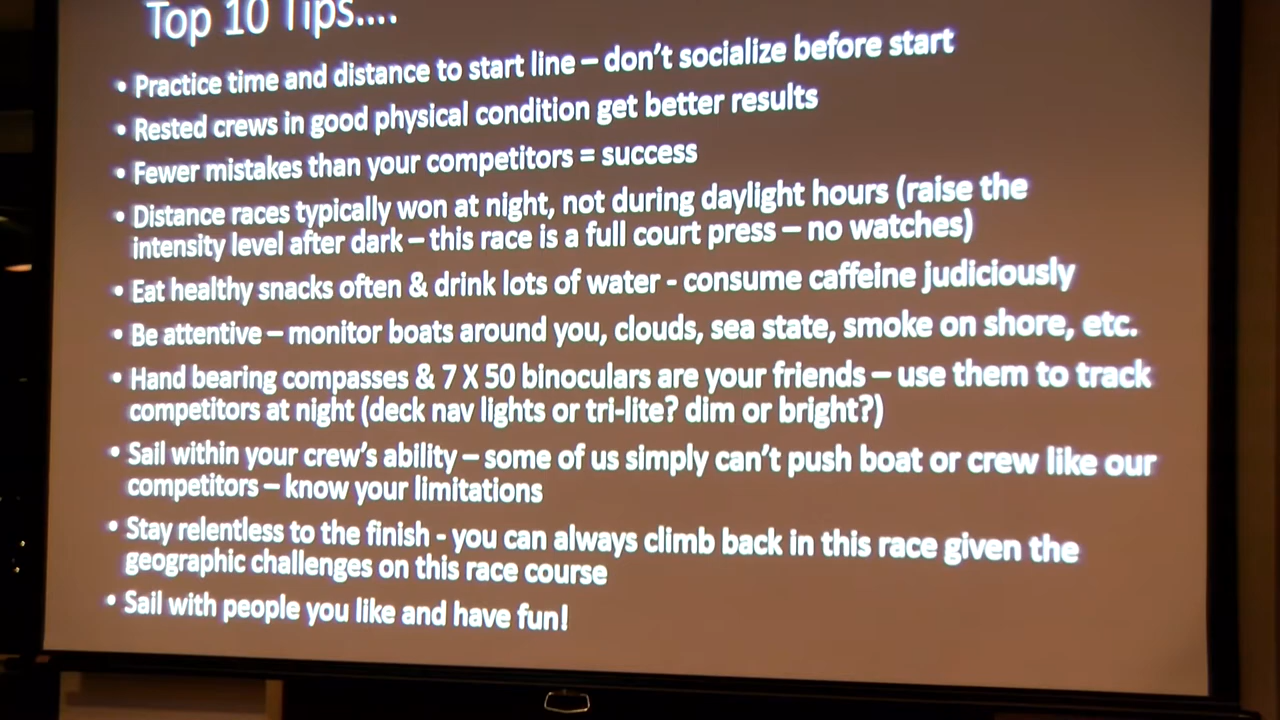 Top 10 Tips....
• Practice time and distance to start line – don't socialize before start
• Rested crews in good physical condition get better results
• Fewer mistakes than your competitors = success
• Distance races typically won at night, not during daylight hours (raise the
intensity level after dark – this race is a full court press – no watches)
• Eat healthy snacks often & drink lots of water - consume caffeine judiciously
• Be attentive – monitor boats around you, clouds, sea state, smoke on shore, etc.
• Hand bearing compasses & 7 X 50 binoculars are your friends – use them to track
competitors at night (deck nav lights or tri-lite? dim or bright?)
• Sail within your crew's ability – some of us simply can't push boat or crew like our
competitors – know your limitations
• Stay relentless to the finish - you can always climb back in this race given the
geographic challenges on this race course
• Sail with people you like and have fun!